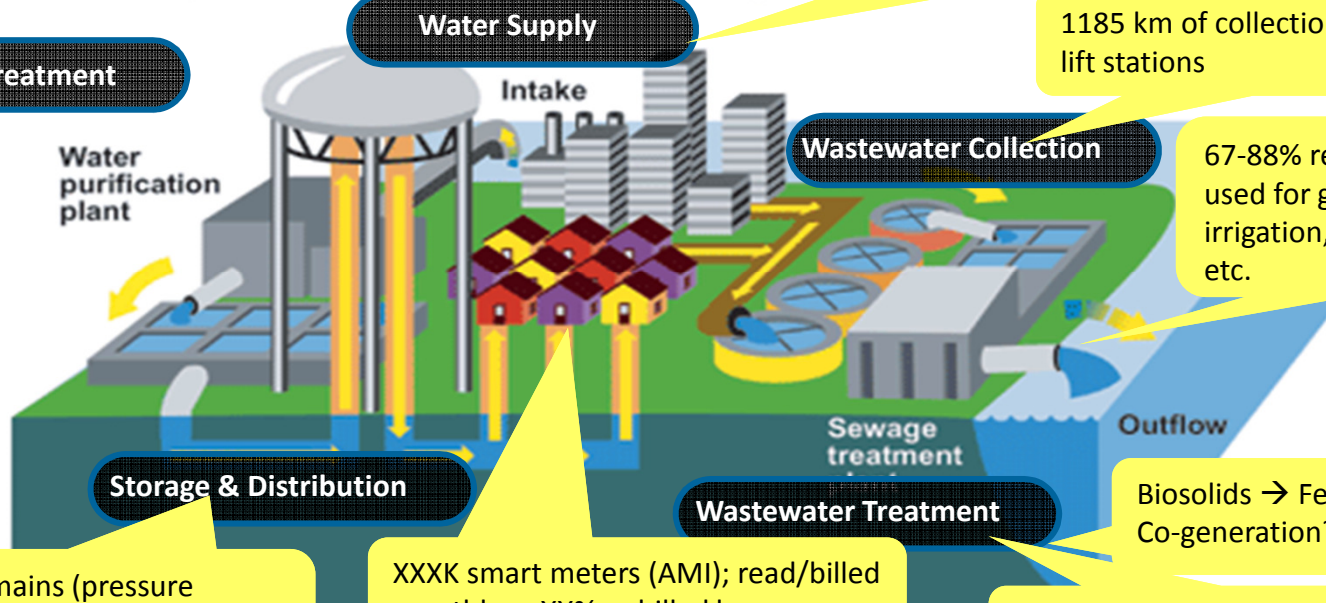 Water Supply
1185 km of collectio
lift stations
reatment
Intake
Wastewater Collection
Water
purification
plant
67-88% re
used for g
irrigation,
etc.
Sewage
treatment
Outflow
Storage & Distribution
Wastewater Treatment
Biosolids → Fe
Co-generation?
mains (pressure
XXXK smart meters (AMI); read/billed